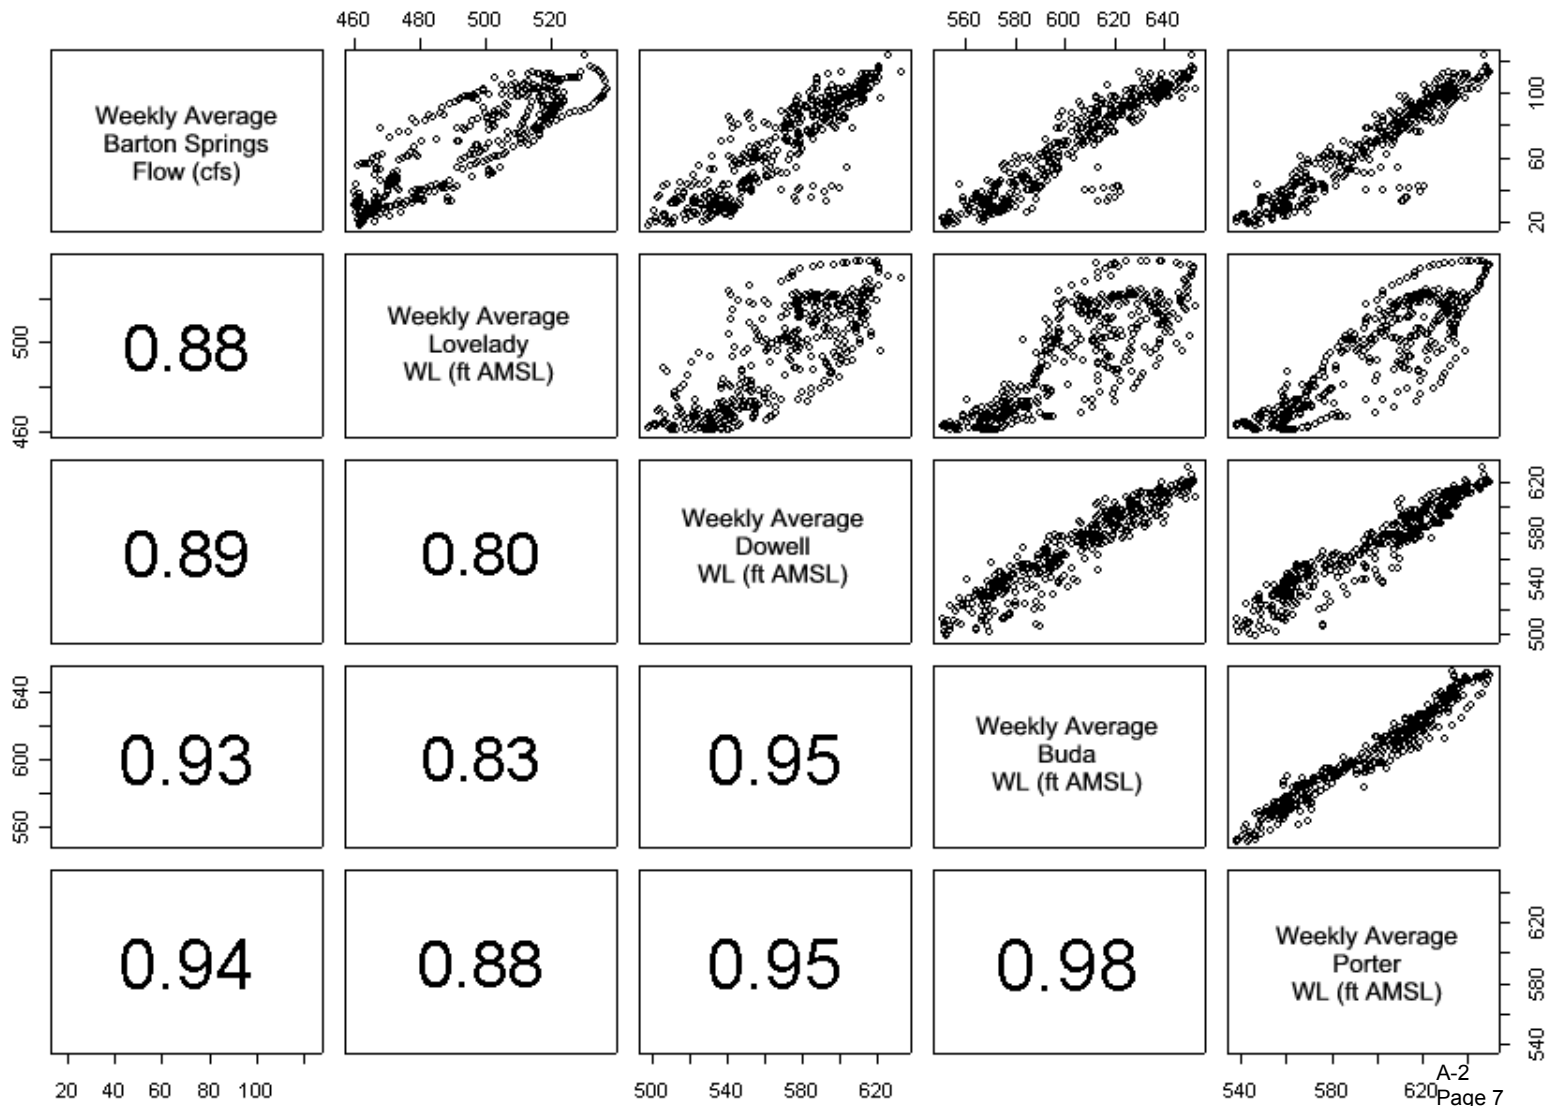 460 480 500 520 560 580 600 620 640
Weekly Average
Barton Springs
Flow (cfs)
20 60 100
460 500
0.88
Weekly Average
Lovelady
WL (ft AMSL)
0.89
0.80
Weekly Average
Dowell
WL (ft AMSL)
500 540 580 620
560 600 640
0.93
0.83
0.95
Weekly Average
Buda
WL (ft AMSL)
0.94
0.88
0.95
0.98
Weekly Average
Porter
WL (ft AMSL)
540 580 620
20 40 60 80 100 500 540 580 620 540 580 620
A-2
Page 7